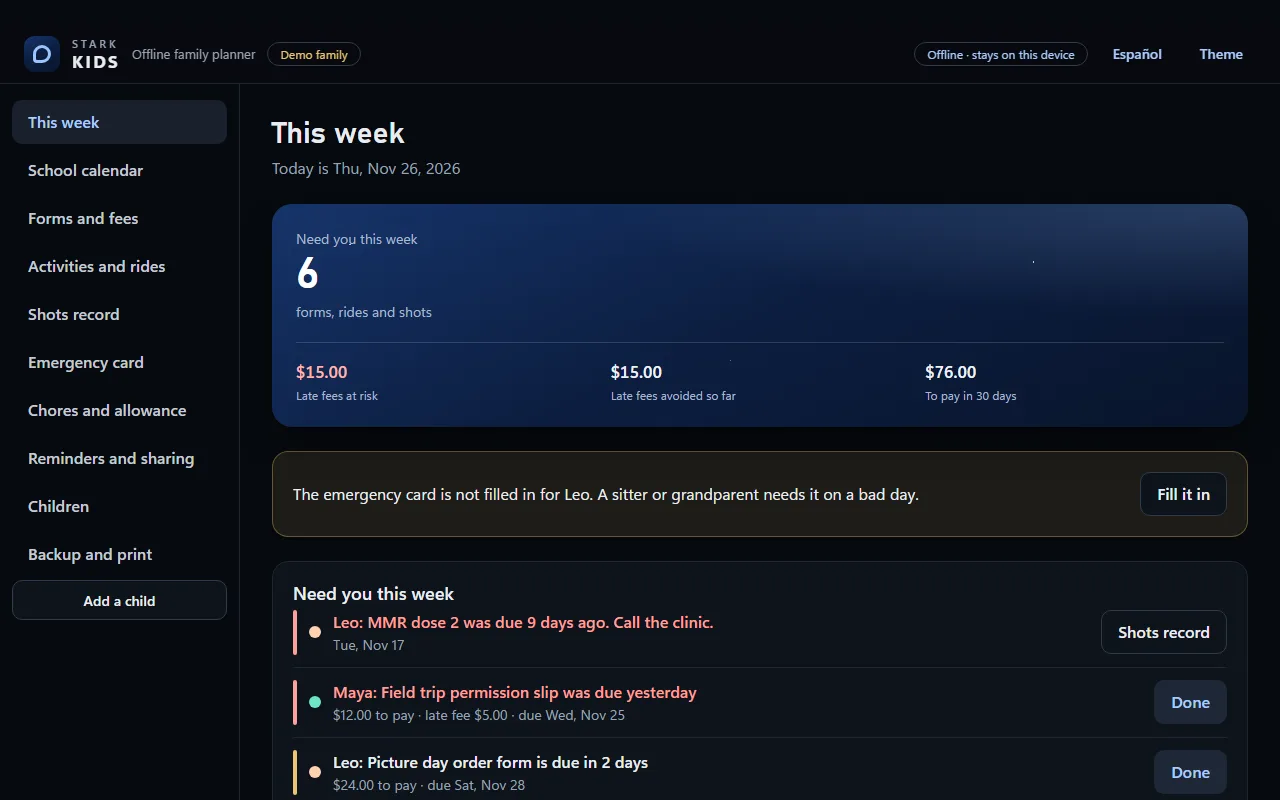 STARK
KIDS
Offline family planner
Demo family
Offline · stays on this device
Español
Theme
This week
School calendar
Forms and fees
Activities and rides
Shots record
Emergency card
Chores and allowance
Reminders and sharing
Children
Backup and print
Add a child
This week
Today is Thu, Nov 26, 2026
Need you this week
6
forms, rides and shots
$15.00
Late fees at risk
$15.00
Late fees avoided so far
$76.00
To pay in 30 days
The emergency card is not filled in for Leo. A sitter or grandparent needs it on a bad day.
Fill it in
Need you this week
Leo: MMR dose 2 was due 9 days ago. Call the clinic.
Tue, Nov 17
Shots record
Maya: Field trip permission slip was due yesterday
$12.00 to pay · late fee $5.00 · due Wed, Nov 25
Done
Leo: Picture day order form is due in 2 days
$24.00 to pay · due Sat, Nov 28
Done